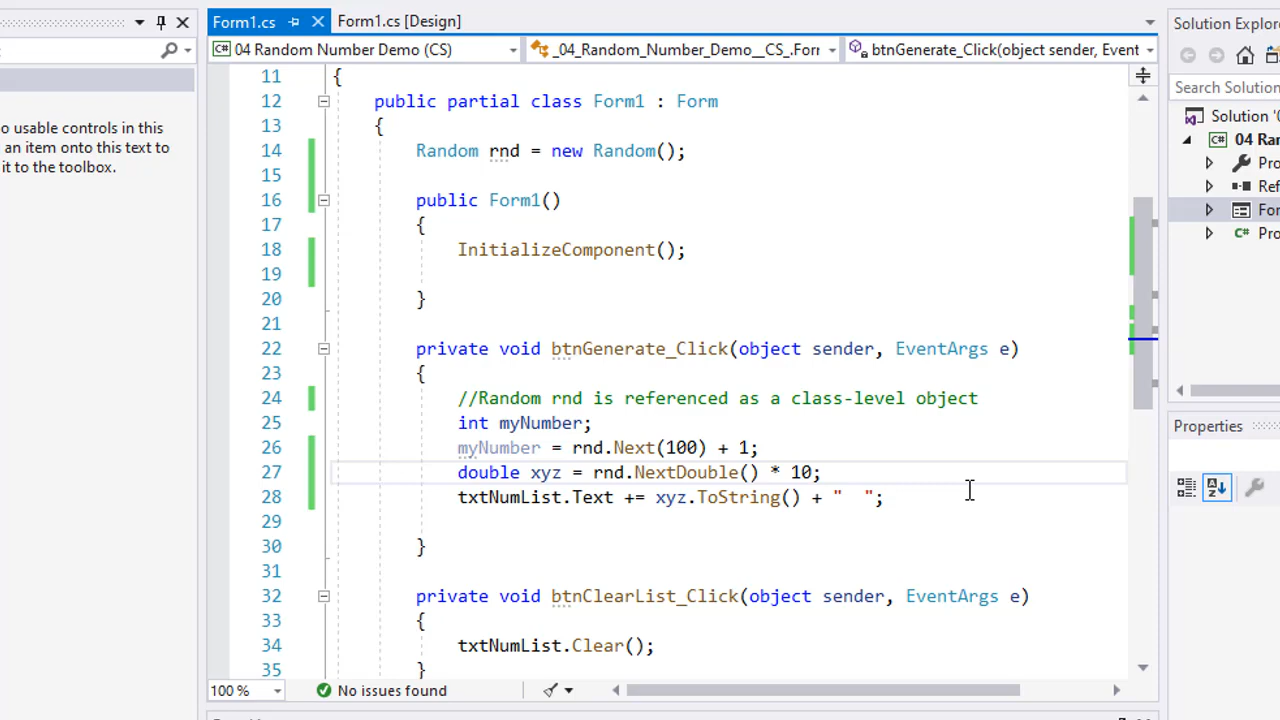 Form1.cs
Form1.cs [Design]
Solution Explor
04 Random Number Demo (CS)
_04_Random_Number_Demo__CS_.Forr
btnGenerate_Click(object sender, Event
Search Solution
o usable controls in this
an item onto this text to
it to the toolbox.
Solution '0
04 Rar
Pro
Ref
For
Pro
11 {
12 public partial class Form1 : Form
13 {
14 Random rnd = new Random();
15
16 public Form1()
17 {
18 InitializeComponent();
19
20 }
21
22 private void btnGenerate_Click(object sender, EventArgs e)
23 {
24 //Random rnd is referenced as a class-level object
25 int myNumber;
26 myNumber = rnd.Next(100) + 1;
27 double xyz = rnd.NextDouble() * 10;
28 txtNumList.Text += xyz.ToString() + "  ";
29
30 }
31
32 private void btnClearList_Click(object sender, EventArgs e)
33 {
34 txtNumList.Clear();
35 }
Properties
100 %
No issues found